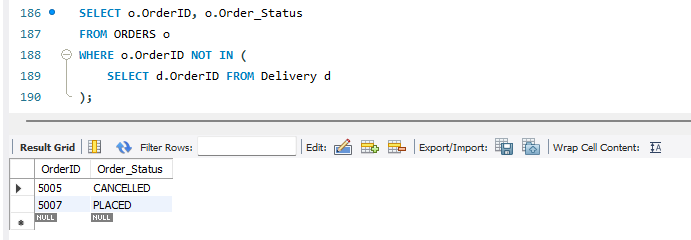 186 SELECT o.OrderID, o.Order_Status
187 FROM ORDERS o
188 WHERE o.OrderID NOT IN (
189 SELECT d.OrderID FROM Delivery d
190 );
Result Grid Filter Rows: Edit: Export/Import: Wrap Cell Content:
OrderID Order_Status
5005 CANCELLED
5007 PLACED
NULL NULL